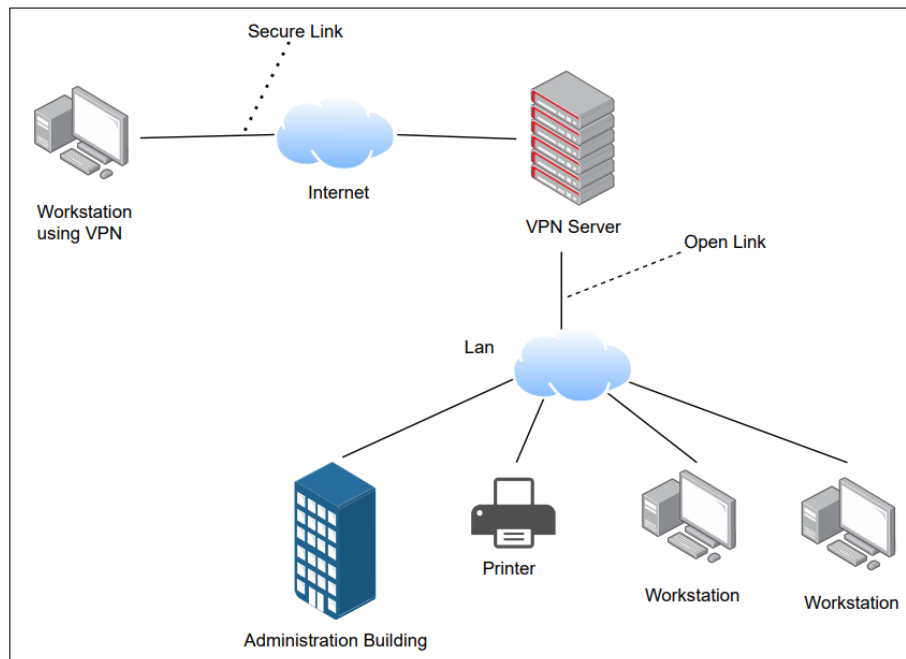 Secure Link
Internet
Workstation
using VPN
VPN Server
Open Link
Lan
Printer
Workstation
Workstation
Administration Building